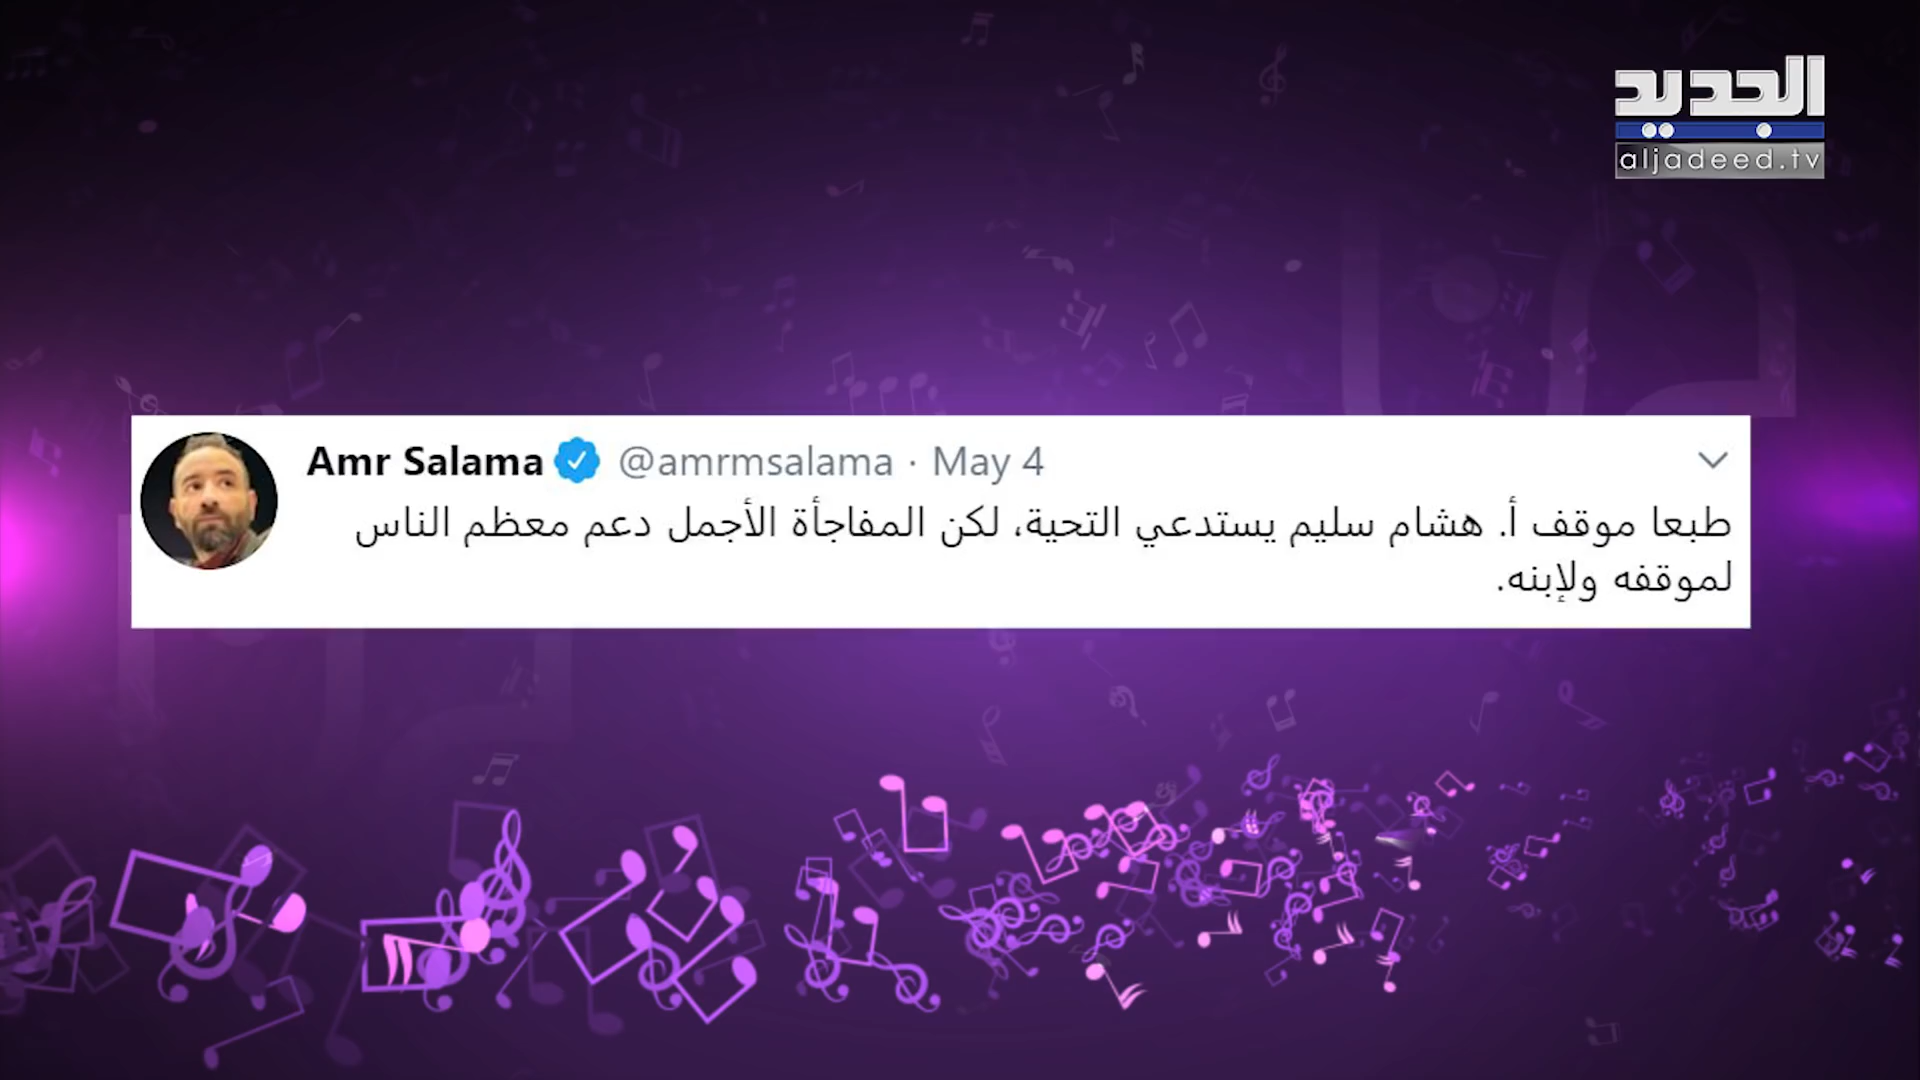 الجديد
aljadeed.tv
Amr Salama @amrmsalama · May 4
طبعا موقف أ. هشام سليم يستدعي التحية، لكن المفاجأة الأجمل دعم معظم الناس
لموقفه ولإبنه.